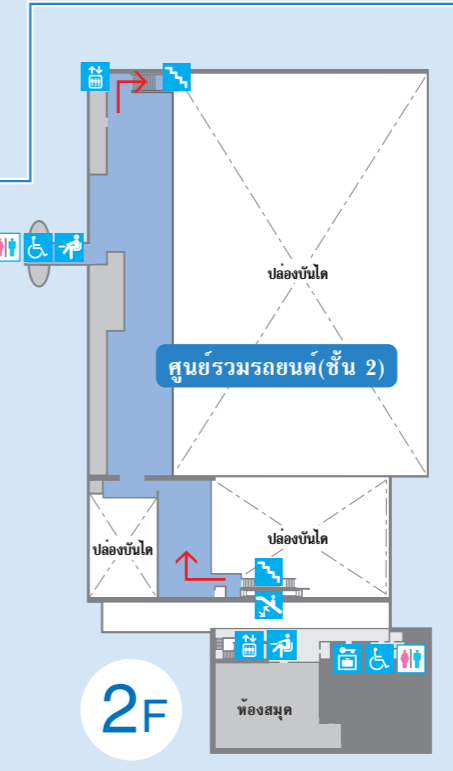 ปล่องบันได
ศูนย์รวมรถยนต์(ชั้น 2)
ปล่องบันได
ปล่องบันได
ห้องสมุด
2F